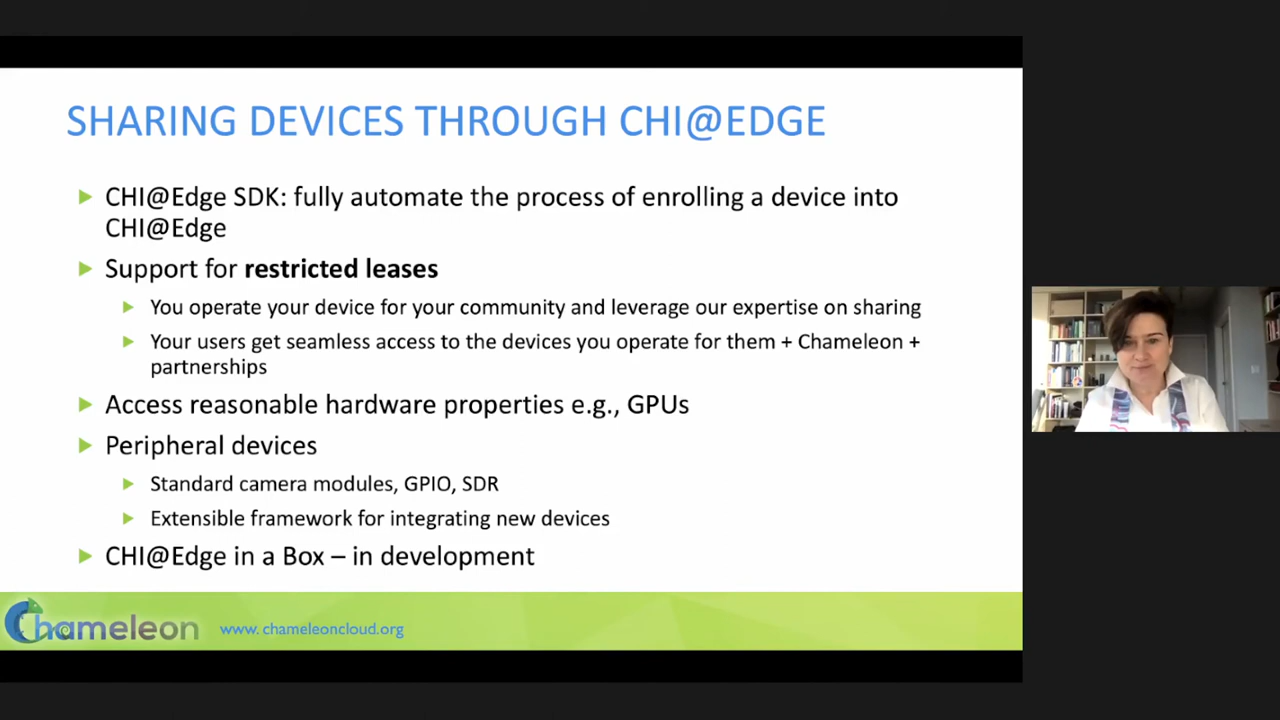 SHARING DEVICES THROUGH CHI@EDGE
CHI@Edge SDK: fully automate the process of enrolling a device into
CHI@Edge
Support for restricted leases
You operate your device for your community and leverage our expertise on sharing
Your users get seamless access to the devices you operate for them + Chameleon +
partnerships
Access reasonable hardware properties e.g., GPUs
Peripheral devices
Standard camera modules, GPIO, SDR
Extensible framework for integrating new devices
CHI@Edge in a Box – in development
Chameleon
www. chameleoncloud.org